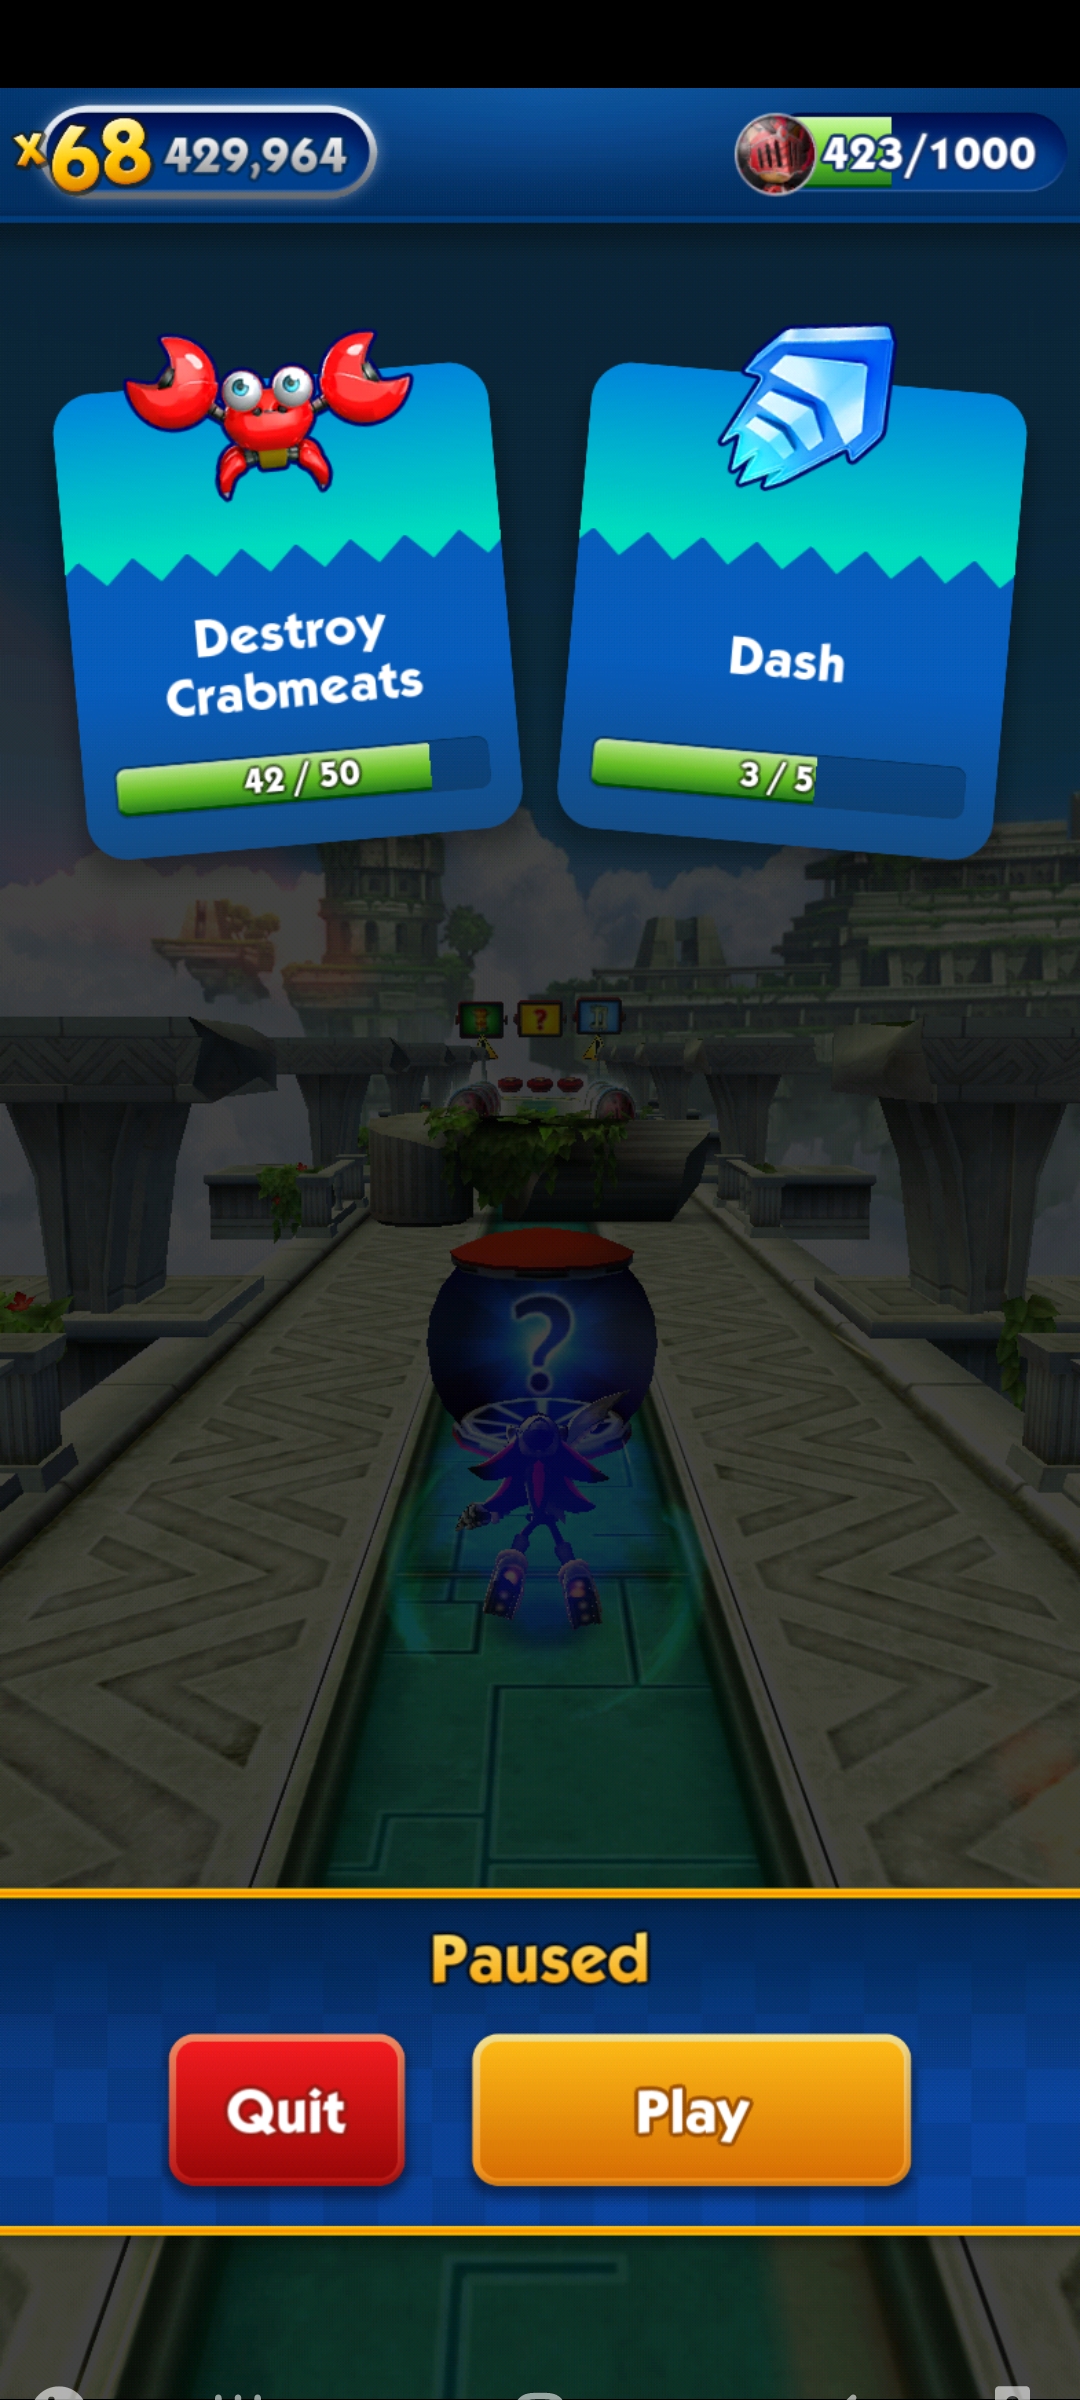 x68 429,964
423/1000
Destroy
Crabmeats
42 / 50
Dash
3 / 5
?
?
Paused
Quit
Play